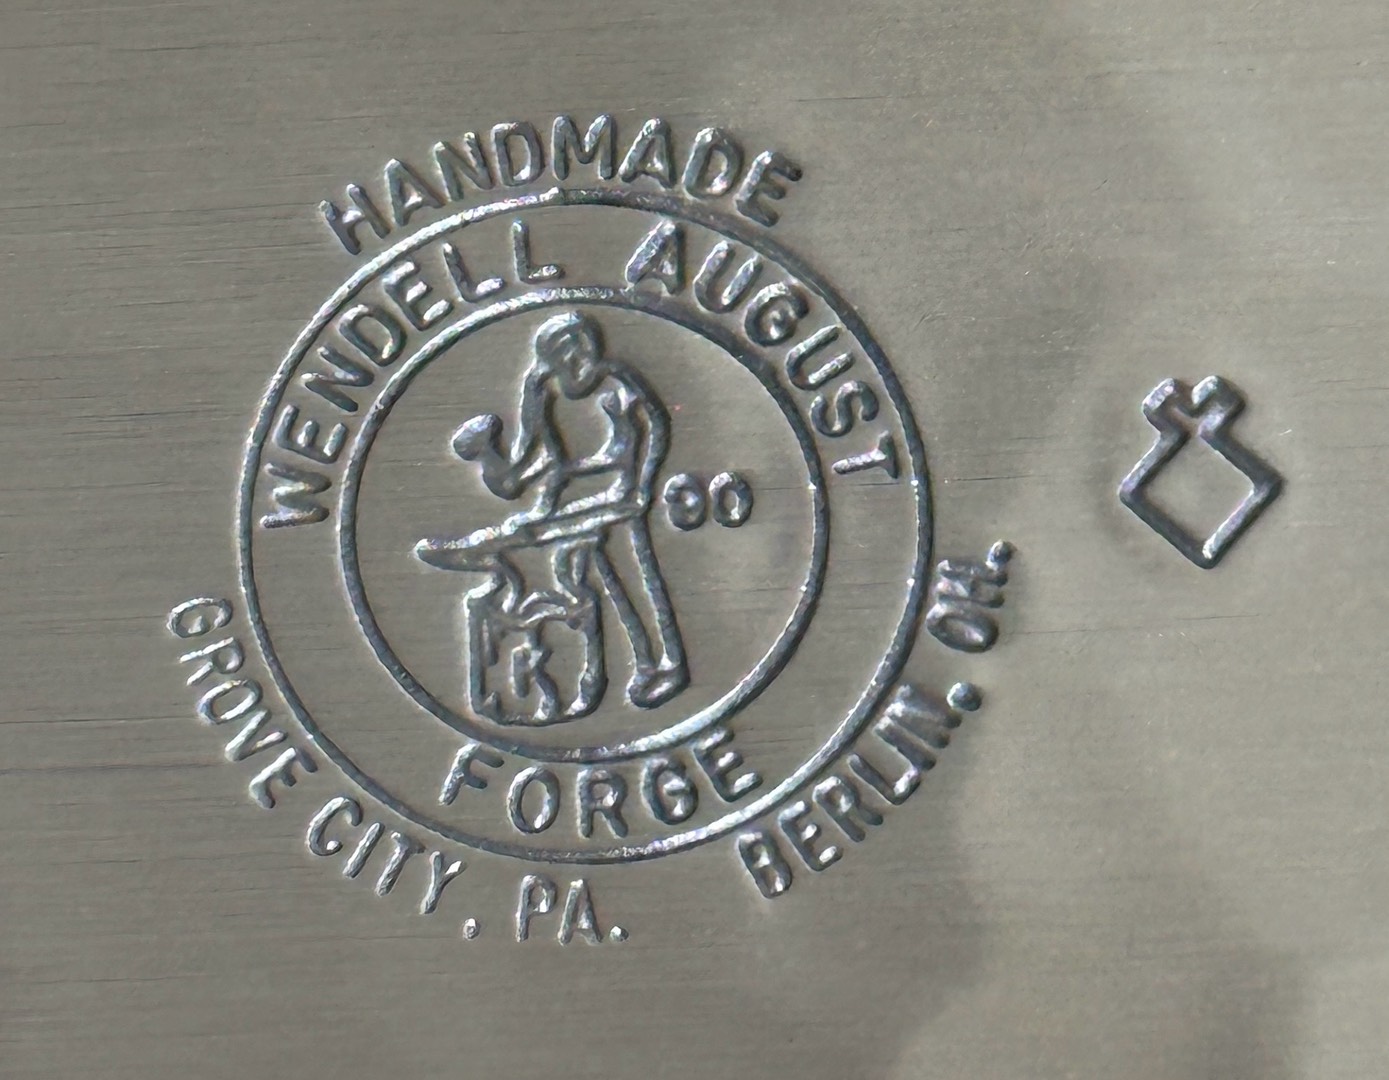 HANDMADE
WENDELL AUGUST
90
K
FORGE
GROVE CITY. PA.
BERLIN. OH.